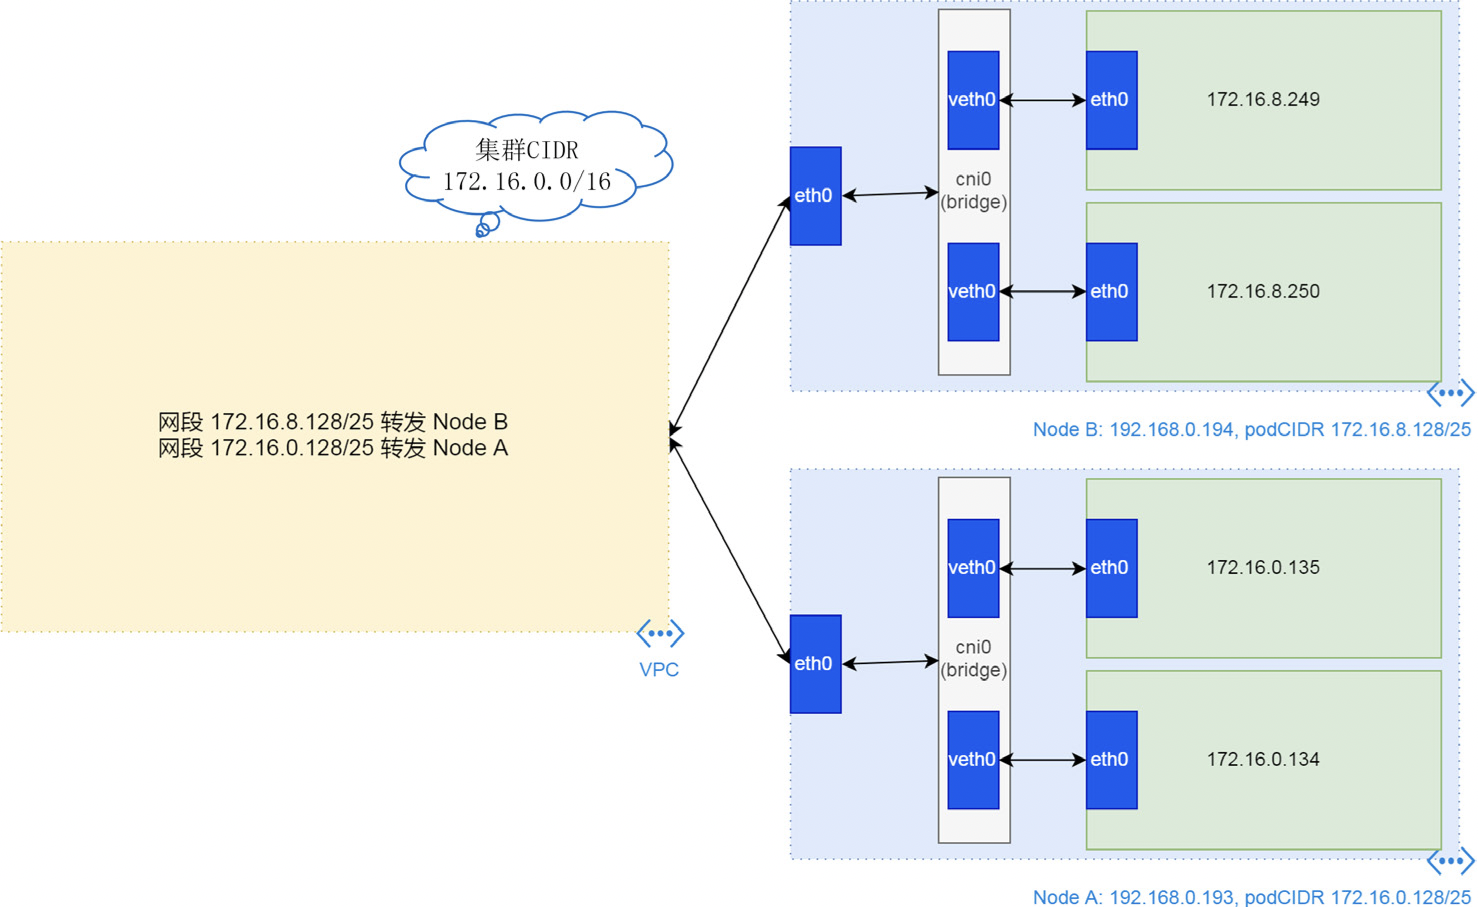 集群CIDR
172.16.0.0/16
网段 172.16.8.128/25 转发 Node B
网段 172.16.0.128/25 转发 Node A
VPC
eth0
veth0
eth0
172.16.8.249
cni0
(bridge)
veth0
eth0
172.16.8.250
Node B: 192.168.0.194, podCIDR 172.16.8.128/25
eth0
veth0
eth0
172.16.0.135
cni0
(bridge)
veth0
eth0
172.16.0.134
Node A: 192.168.0.193, podCIDR 172.16.0.128/25